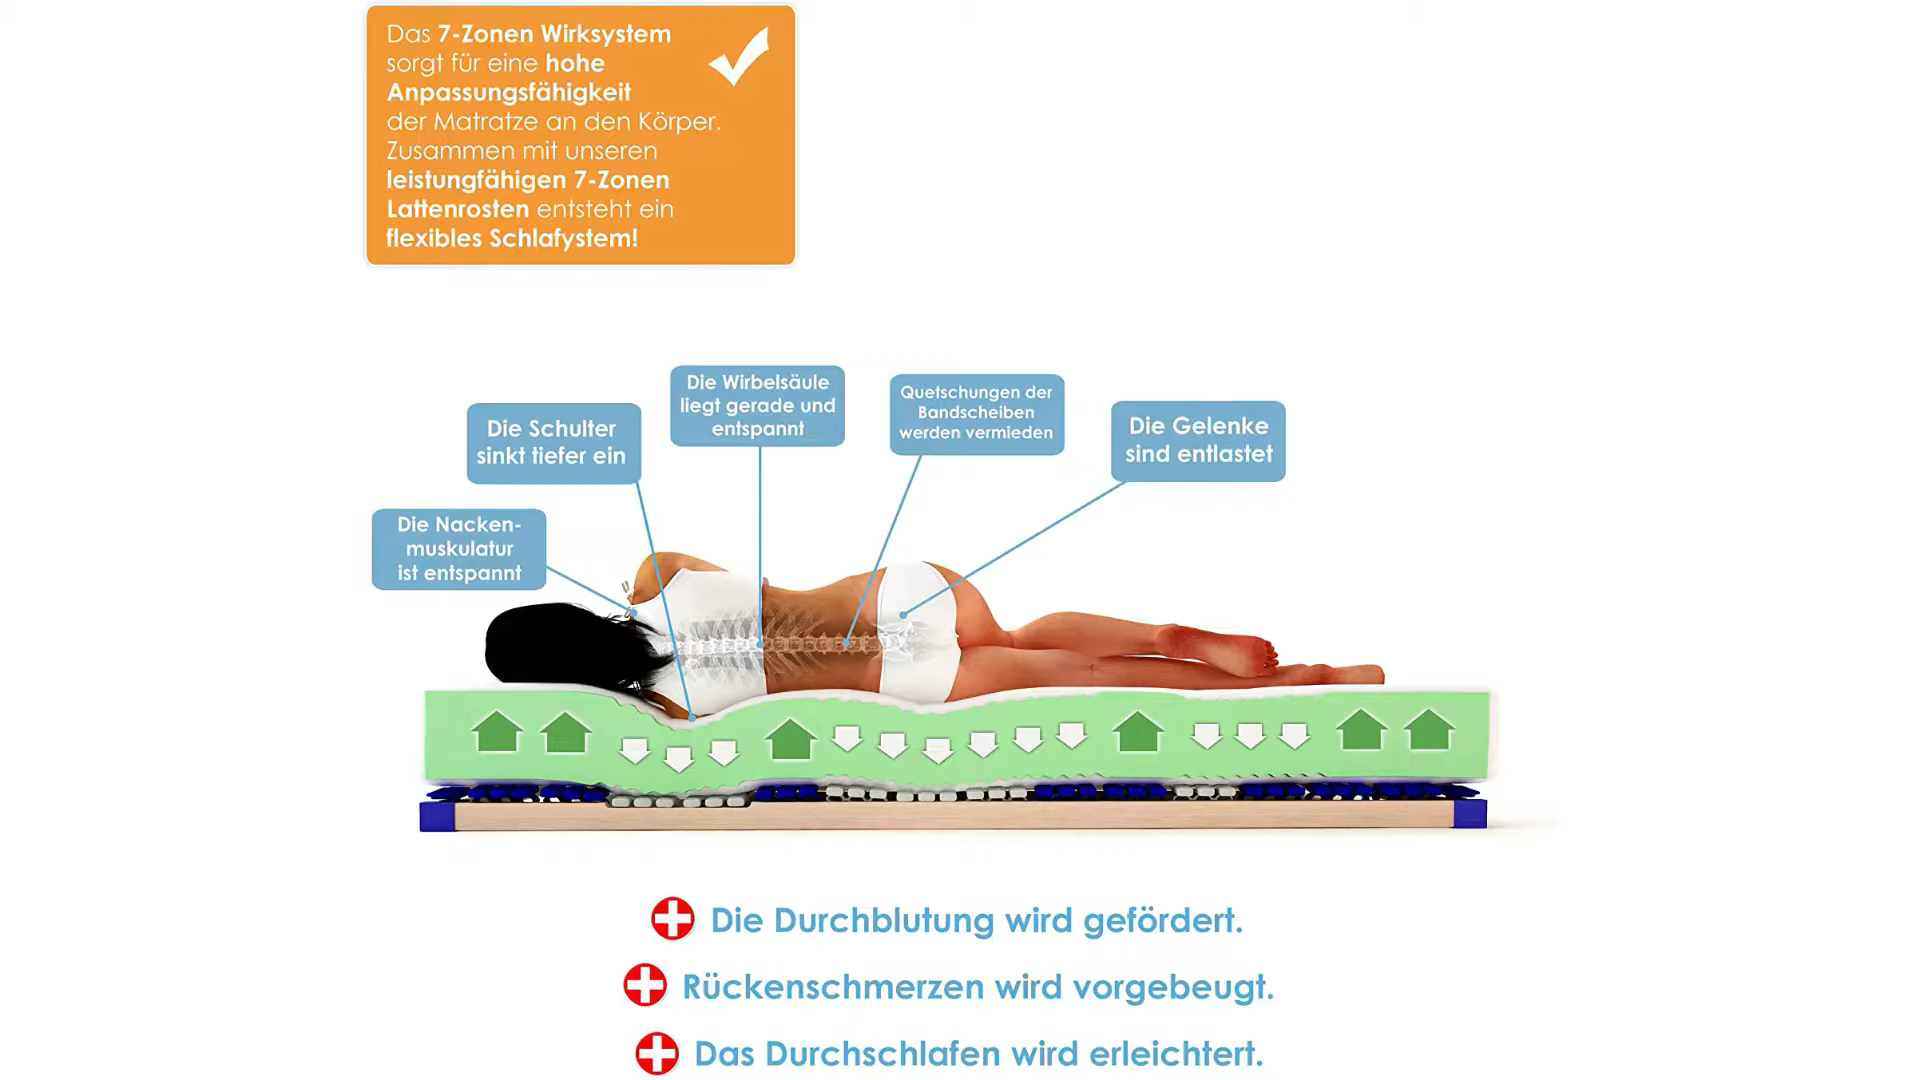 Das 7-Zonen Wirksystem
sorgt für eine hohe
Anpassungsfähigkeit
der Matratze an den Körper.
Zusammen mit unseren
leistungfähigen 7-Zonen
Lattenrosten entsteht ein
flexibles Schlafystem!
Die Wirbelsäule
liegt gerade und
entspannt
Quetschungen der
Bandscheiben
werden vermieden
Die Schulter
sinkt tiefer ein
Die Gelenke
sind entlastet
Die Nacken-
muskulatur
ist entspannt
Die Durchblutung wird gefördert.
Rückenschmerzen wird vorgebeugt.
Das Durchschlafen wird erleichtert.